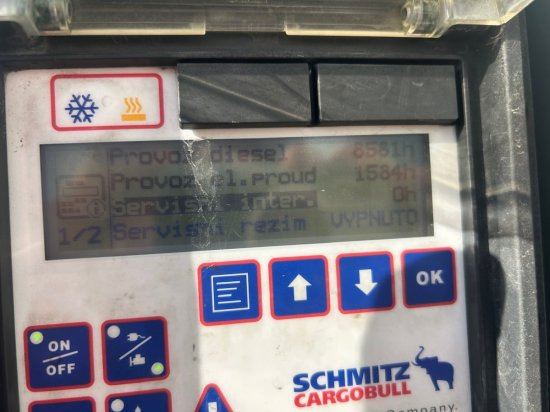 Provoz diesel 8581h
Provoz el.proud 1584h
Servisní inter. 0h
1/2 Servisní režim VYPNUTO
OK
ON
OFF
SCHMITZ
CARGOBULL
Company.